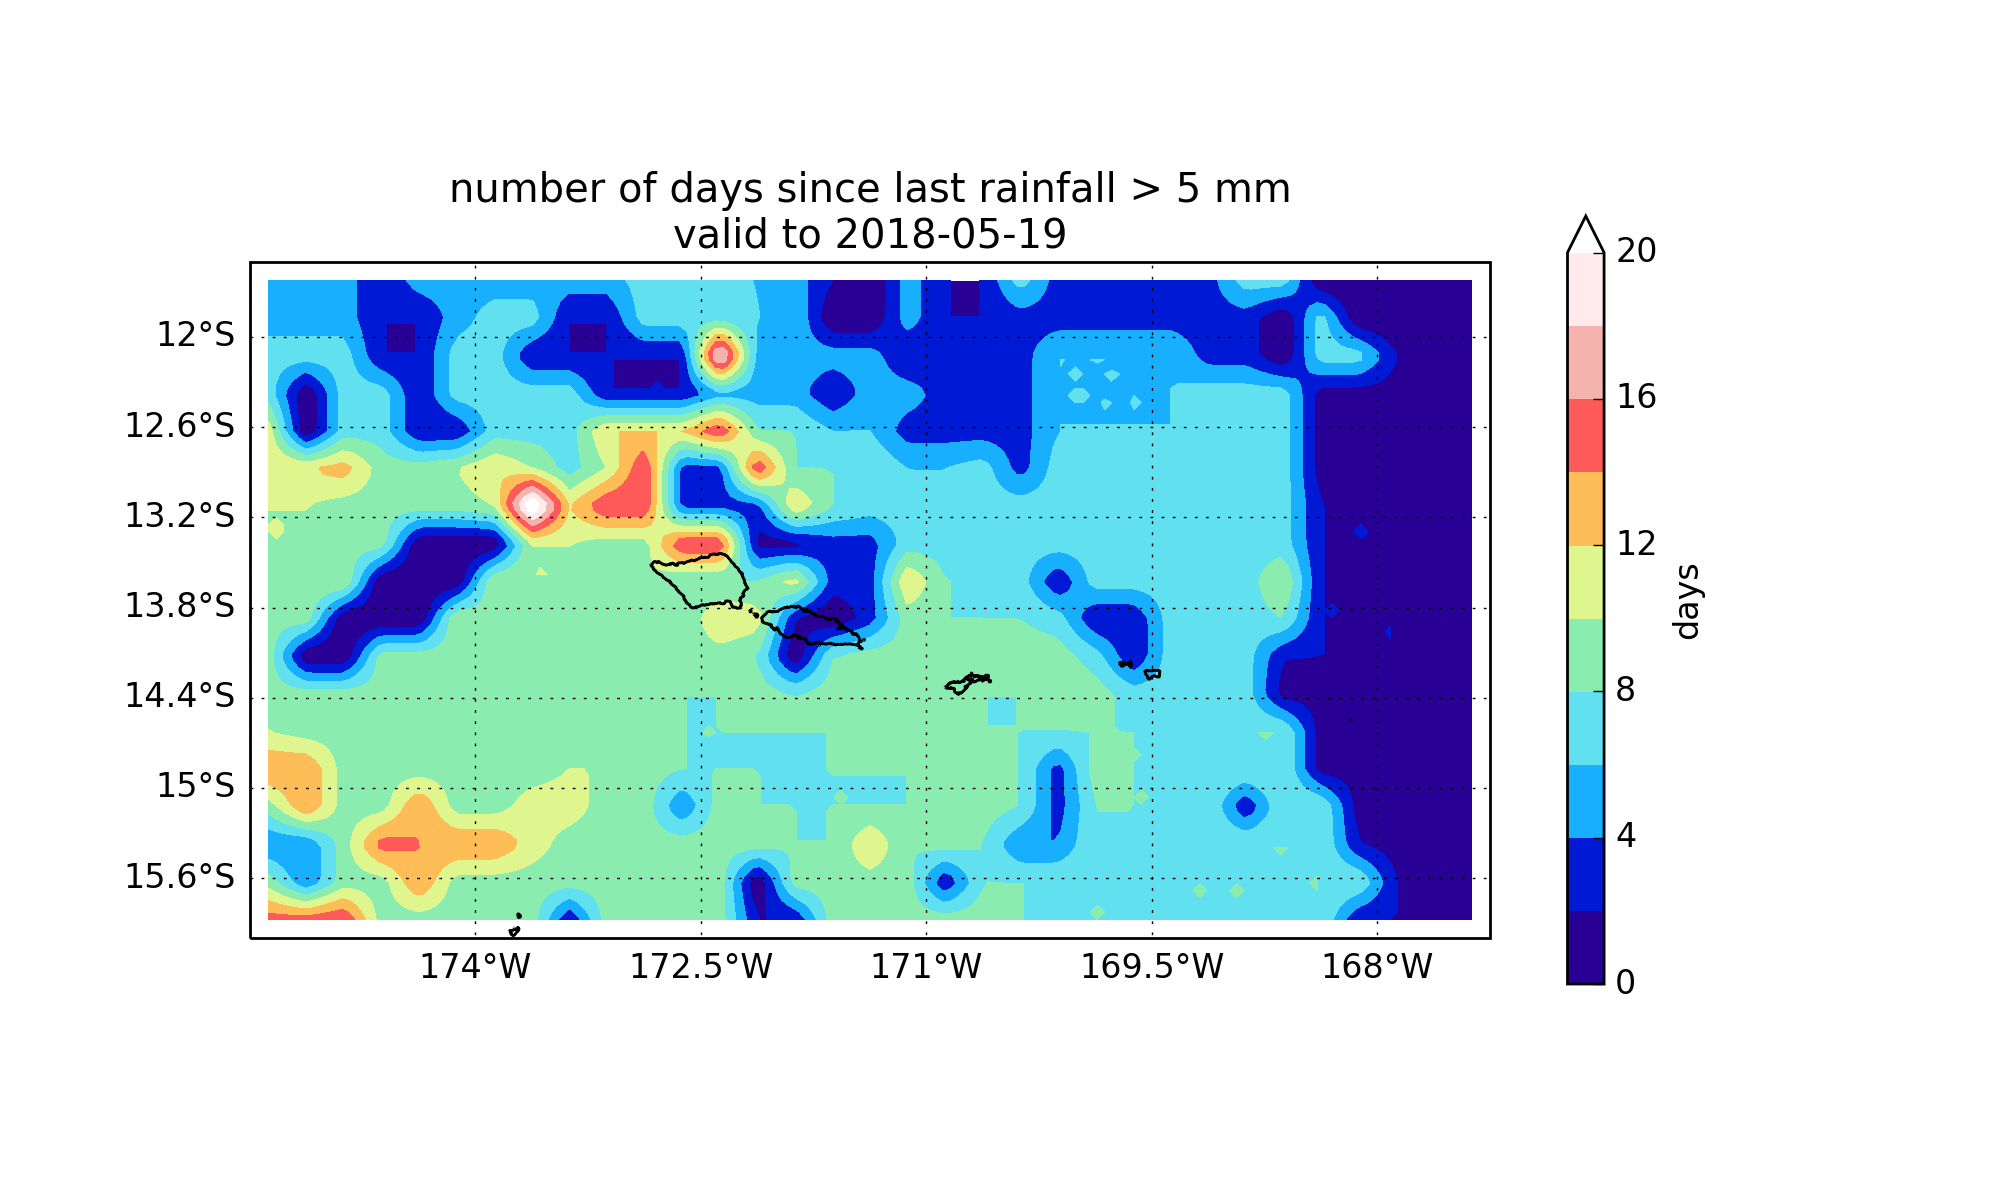 number of days since last rainfall > 5 mm
valid to 2018-05-19
12°S
12.6°S
13.2°S
13.8°S
14.4°S
15°S
15.6°S
174°W
172.5°W
171°W
169.5°W
168°W
20
16
12
8
4
0
days